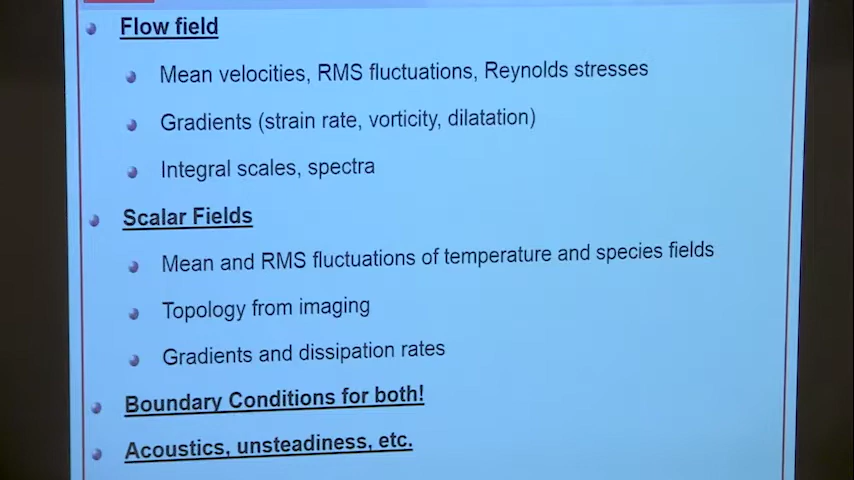 Flow field
Mean velocities, RMS fluctuations, Reynolds stresses
Gradients (strain rate, vorticity, dilatation)
Integral scales, spectra
Scalar Fields
Mean and RMS fluctuations of temperature and species fields
Topology from imaging
Gradients and dissipation rates
Boundary Conditions for both!
Acoustics, unsteadiness, etc.